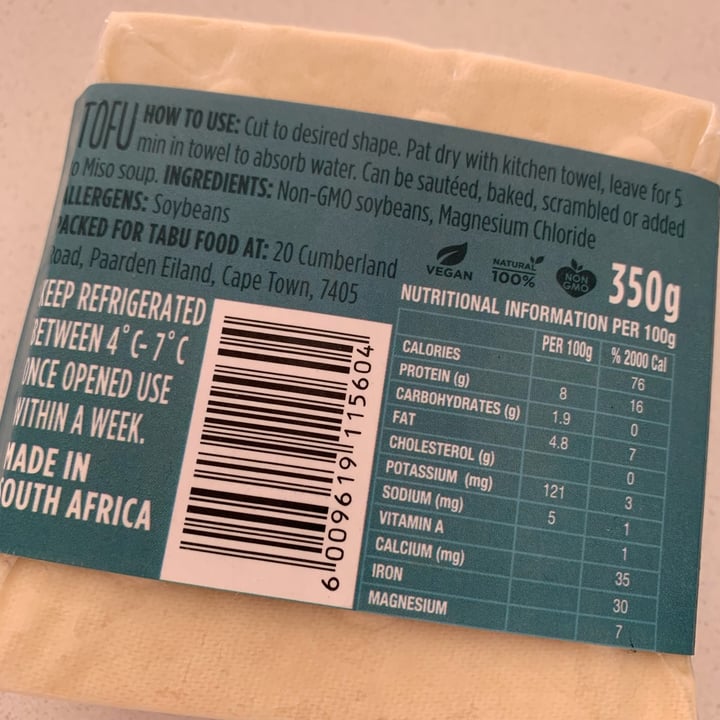 TOFU
HOW TO USE: Cut to desired shape. Pat dry with kitchen towel, leave for 5
min in towel to absorb water. Can be sautéed, baked, scrambled or added
o Miso soup. INGREDIENTS: Non-GMO soybeans, Magnesium Chloride
ALLERGENS: Soybeans
PACKED FOR TABU FOOD AT: 20 Cumberland
Road, Paarden Eiland, Cape Town, 7405
KEEP REFRIGERATED
BETWEEN 4°C-7°C
ONCE OPENED USE
WITHIN A WEEK.
MADE IN
SOUTH AFRICA
6 009619 115604
VEGAN
NATURAL
100%
NON
GMO
350g
NUTRITIONAL INFORMATION PER 100g
PER 100g % 2000 Cal
CALORIES 76
PROTEIN (g) 8 16
CARBOHYDRATES (g) 1.9 0
FAT 4.8 7
CHOLESTEROL (g) 0
POTASSIUM (mg) 121 3
SODIUM (mg) 5 1
VITAMIN A 1
CALCIUM (mg) 35
IRON 30
MAGNESIUM 7